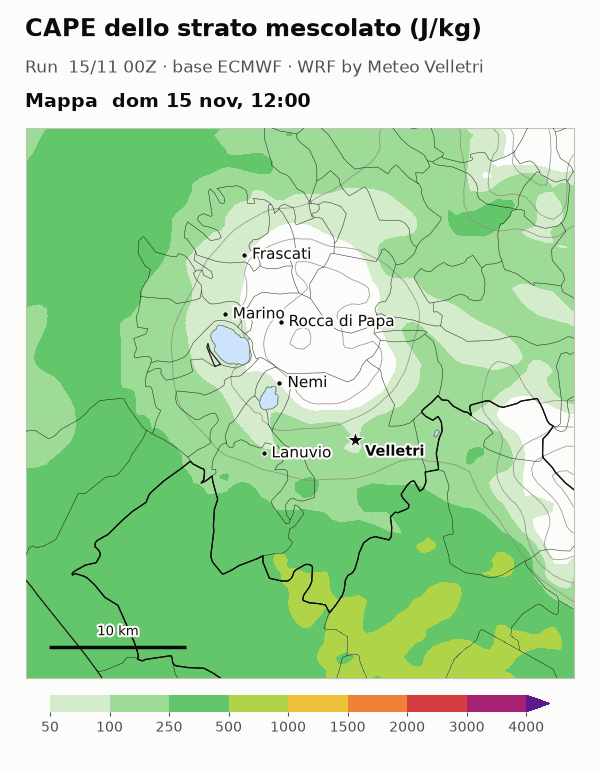 CAPE dello strato mescolato (J/kg)
Run  15/11 00Z · base ECMWF · WRF by Meteo Velletri
Mappa  dom 15 nov, 12:00
Frascati
Marino
Rocca di Papa
Nemi
Velletri
Lanuvio
10 km
50 100 250 500 1000 1500 2000 3000 4000